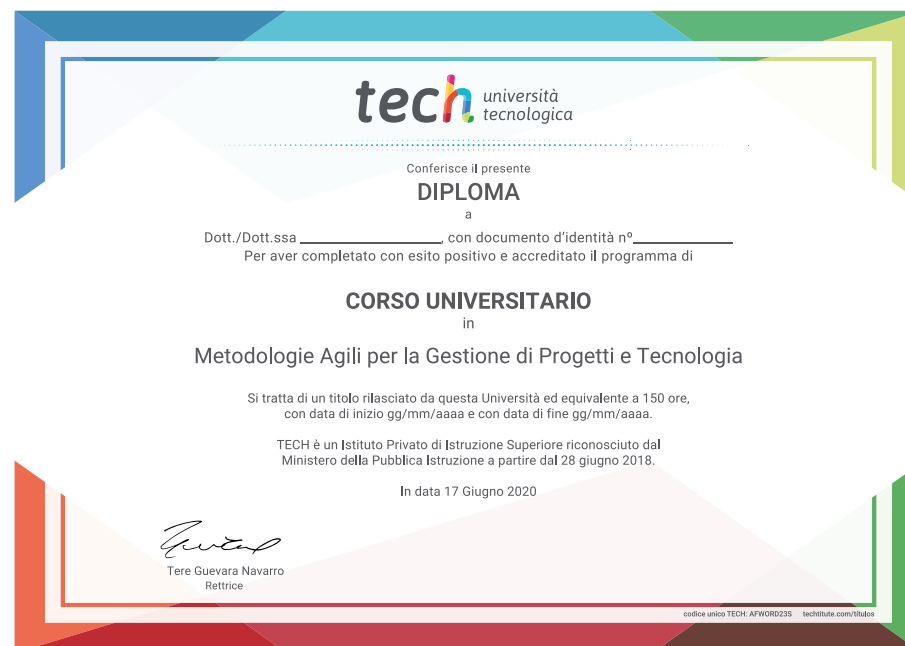 tech università
tecnologica
Conferisce il presente
DIPLOMA
a
Dott./Dott.ssa ____________________, con documento d'identità nº______________
Per aver completato con esito positivo e accreditato il programma di
CORSO UNIVERSITARIO
in
Metodologie Agili per la Gestione di Progetti e Tecnologia
Si tratta di un titolo rilasciato da questa Università ed equivalente a 150 ore,
con data di inizio gg/mm/aaaa e con data di fine gg/mm/aaaa.
TECH è un Istituto Privato di Istruzione Superiore riconosciuto dal
Ministero della Pubblica Istruzione a partire dal 28 giugno 2018.
In data 17 Giugno 2020
Tere Guevara Navarro
Rettrice
codice unico TECH: AFWORD23S techtitute.com/titulos